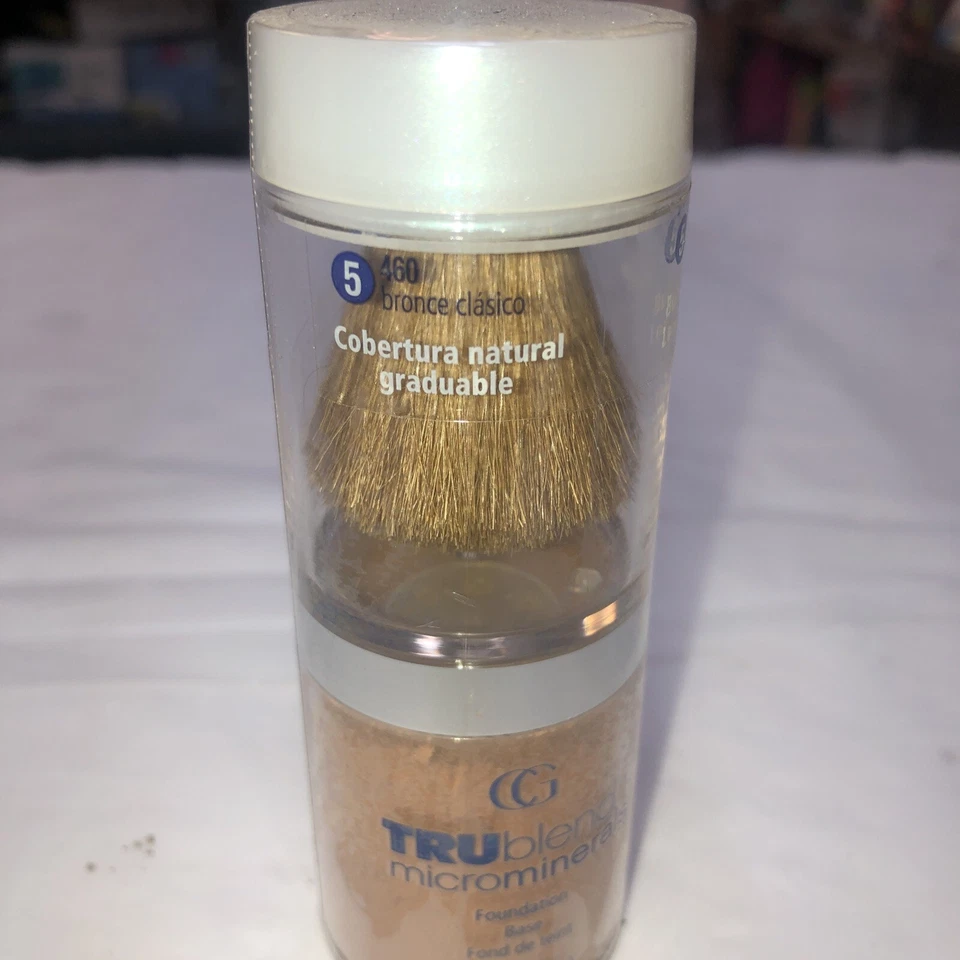 5 460
bronce clásico
Cobertura natural
graduable
CG
TRUblend
microminerals
Foundation
Base
Fond de teint